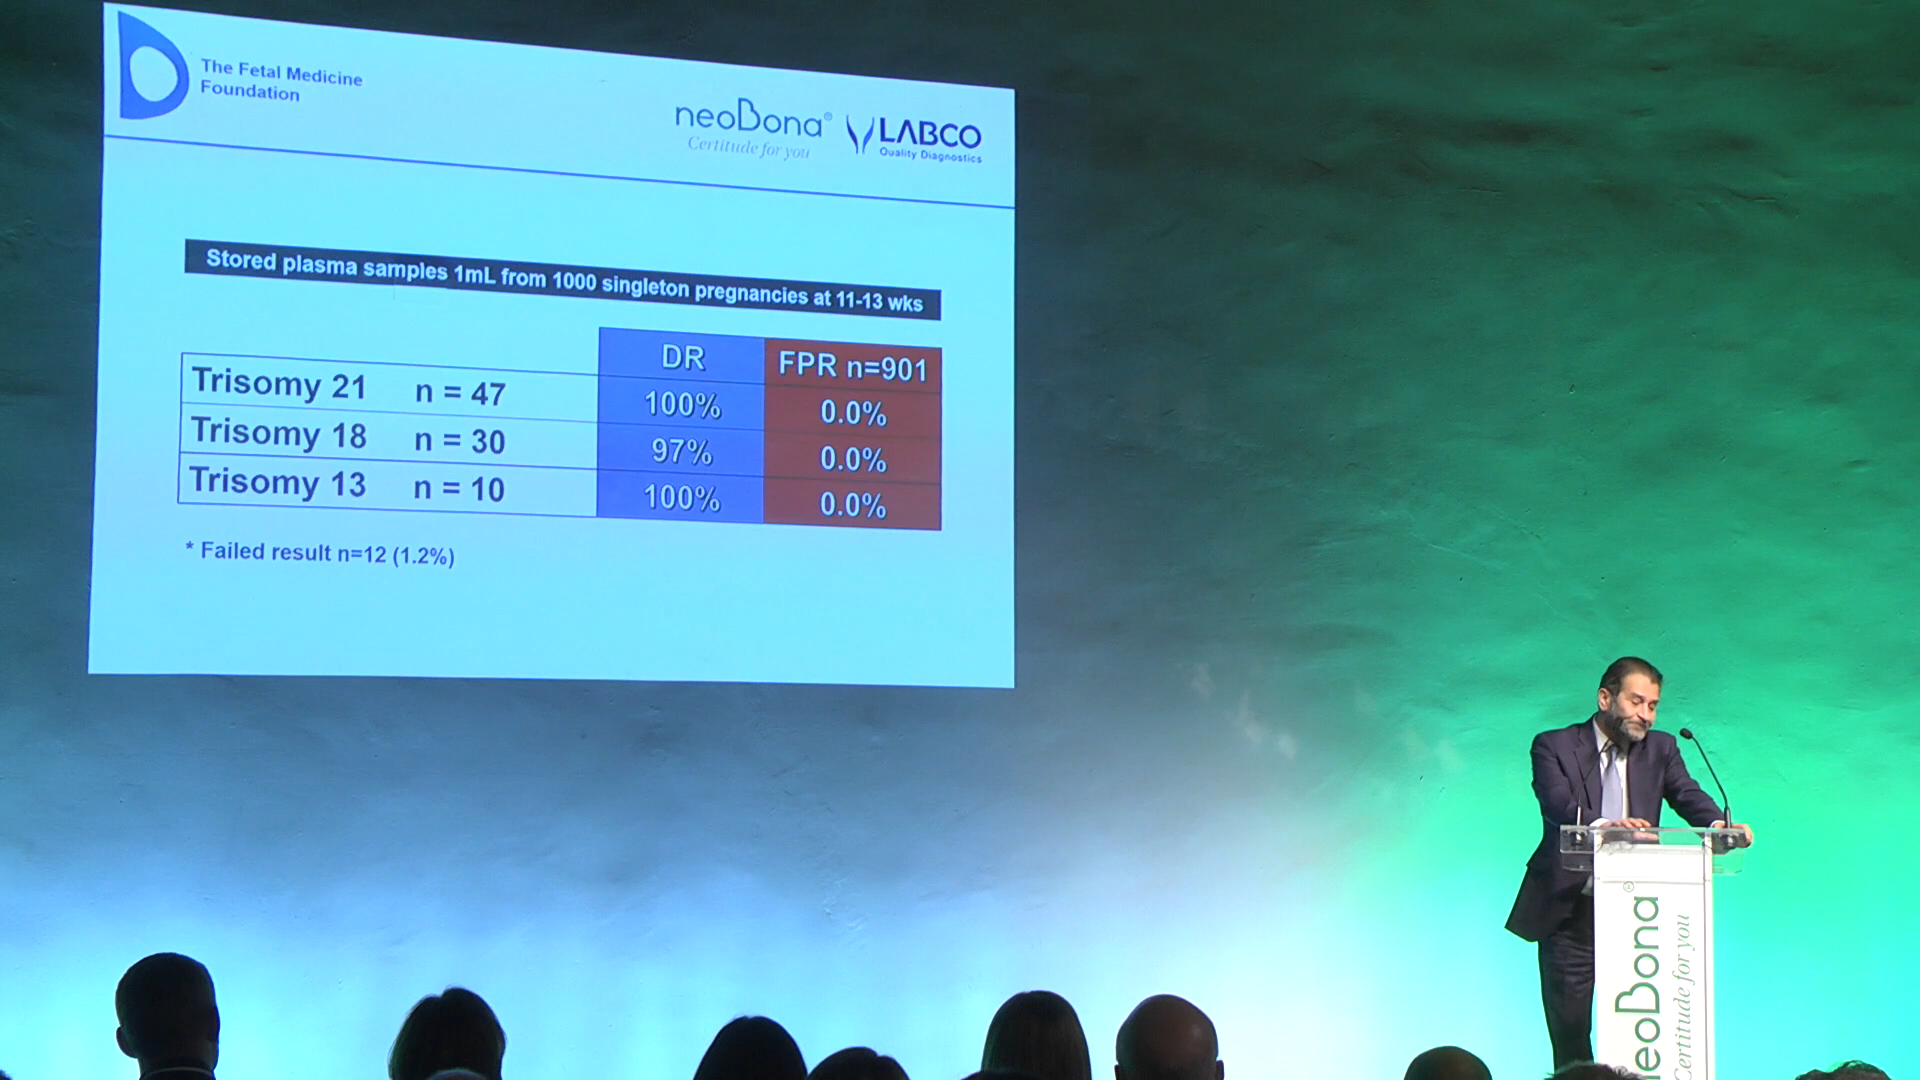 The Fetal Medicine
Foundation
neoBona®
Certitude for you
LABCO
Quality Diagnostics
Stored plasma samples 1mL from 1000 singleton pregnancies at 11-13 wks
DR FPR n=901
Trisomy 21 n = 47 100% 0.0%
Trisomy 18 n = 30 97% 0.0%
Trisomy 13 n = 10 100% 0.0%
* Failed result n=12 (1.2%)
neoBona®
Certitude for you